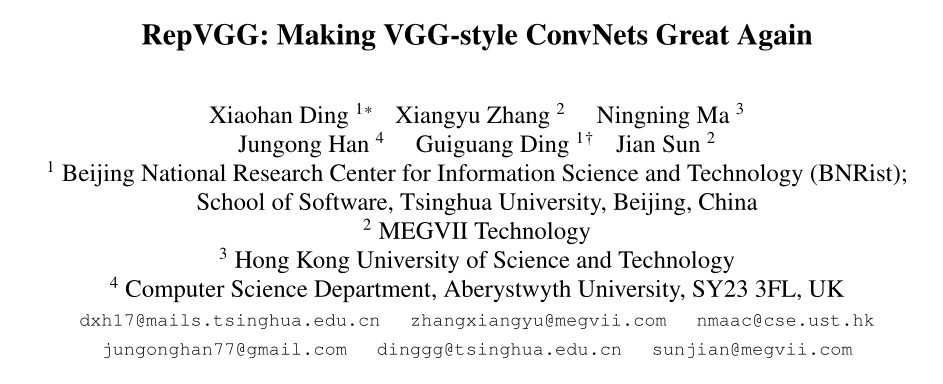 RepVGG: Making VGG-style ConvNets Great Again
Xiaohan Ding 1* Xiangyu Zhang 2 Ningning Ma 3
Jungong Han 4 Guiguang Ding 1† Jian Sun 2
1 Beijing National Research Center for Information Science and Technology (BNRist);
School of Software, Tsinghua University, Beijing, China
2 MEGVII Technology
3 Hong Kong University of Science and Technology
4 Computer Science Department, Aberystwyth University, SY23 3FL, UK
dxh17@mails.tsinghua.edu.cn zhangxiangyu@megvii.com nmaac@cse.ust.hk
jungonghan77@gmail.com dinggg@tsinghua.edu.cn sunjian@megvii.com